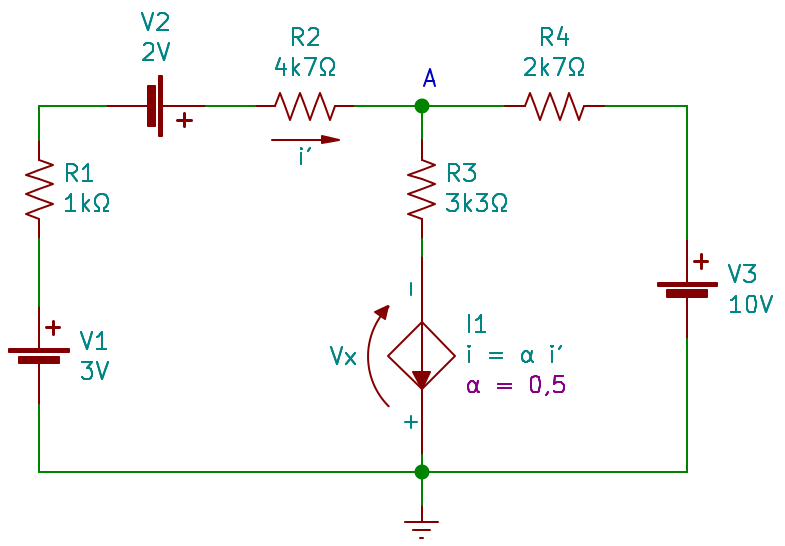 V2
2V
R2
4k7Ω
A
R4
2k7Ω
+
i′
R1
1kΩ
R3
3k3Ω
+
V3
10V
+
V1
3V
Vx
I1
i = α i′
α = 0,5
+